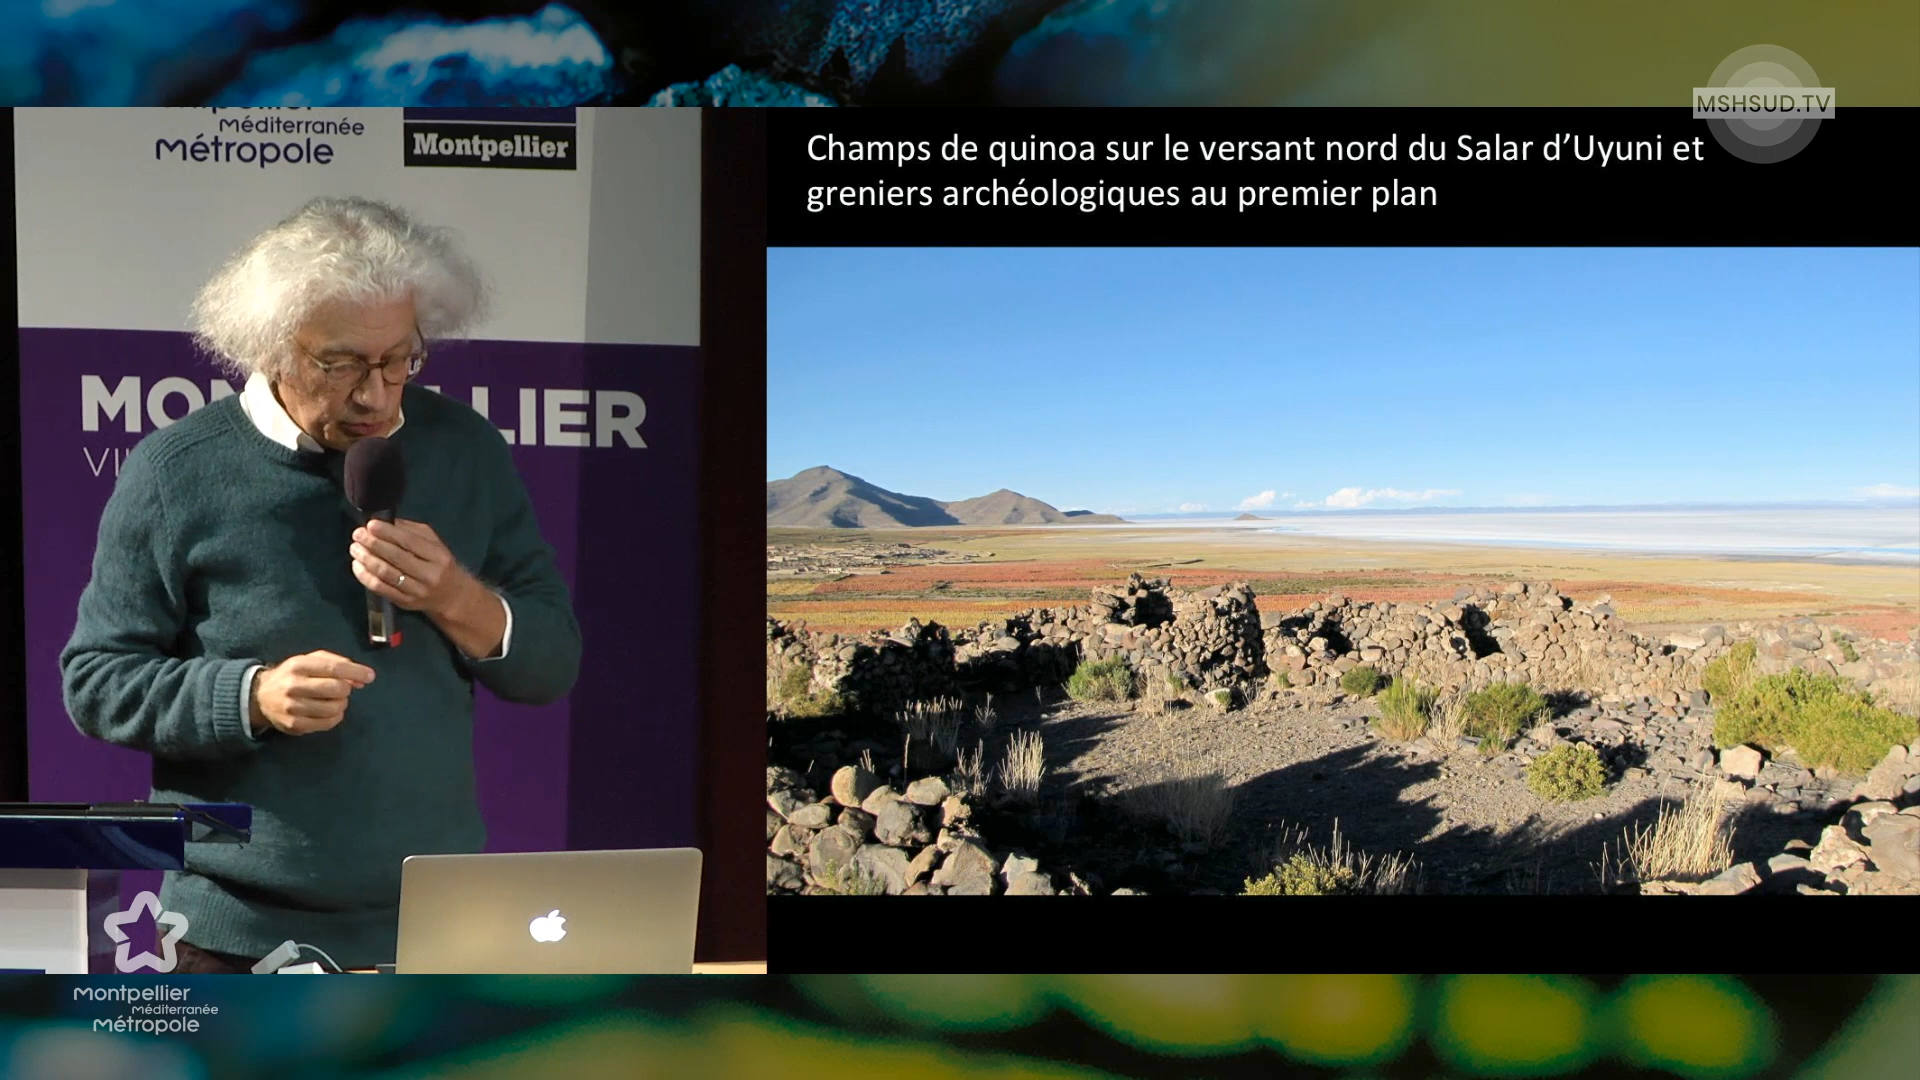 méditerranée
métropole
Montpellier
MSHSUD.TV
Champs de quinoa sur le versant nord du Salar d’Uyuni et
greniers archéologiques au premier plan
montpellier
méditerranée
métropole